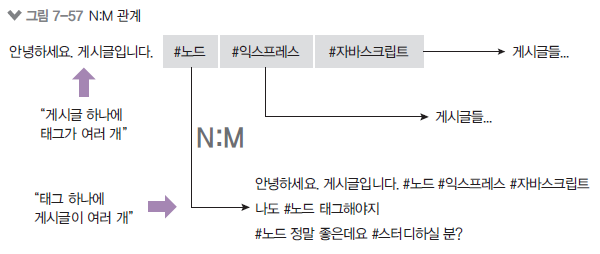 그림 7-57 N:M 관계
안녕하세요. 게시글입니다. #노드 #익스프레스 #자바스크립트 게시글들...
"게시글 하나에
태그가 여러 개"
게시글들...
N:M
안녕하세요. 게시글입니다. #노드 #익스프레스 #자바스크립트
"태그 하나에
게시글이 여러 개"
나도 #노드 태그해야지
#노드 정말 좋은데요 #스터디하실 분?